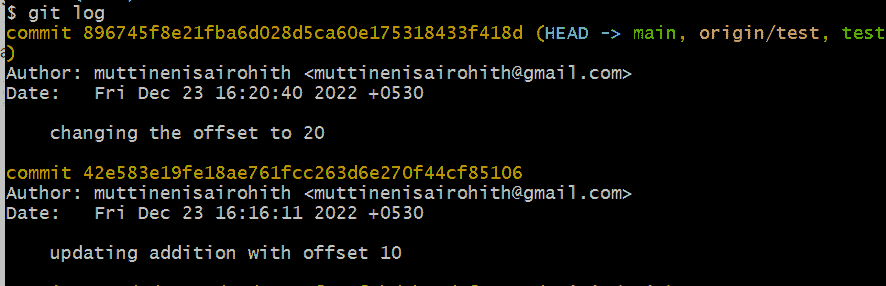 $ git log
commit 896745f8e21fba6d028d5ca60e175318433f418d (HEAD -> main, origin/test, test
)
Author: muttinenisairohith <muttinenisairohith@gmail.com>
Date:   Fri Dec 23 16:20:40 2022 +0530

    changing the offset to 20

commit 42e583e19fe18ae761fcc263d6e270f44cf85106
Author: muttinenisairohith <muttinenisairohith@gmail.com>
Date:   Fri Dec 23 16:16:11 2022 +0530

    updating addition with offset 10